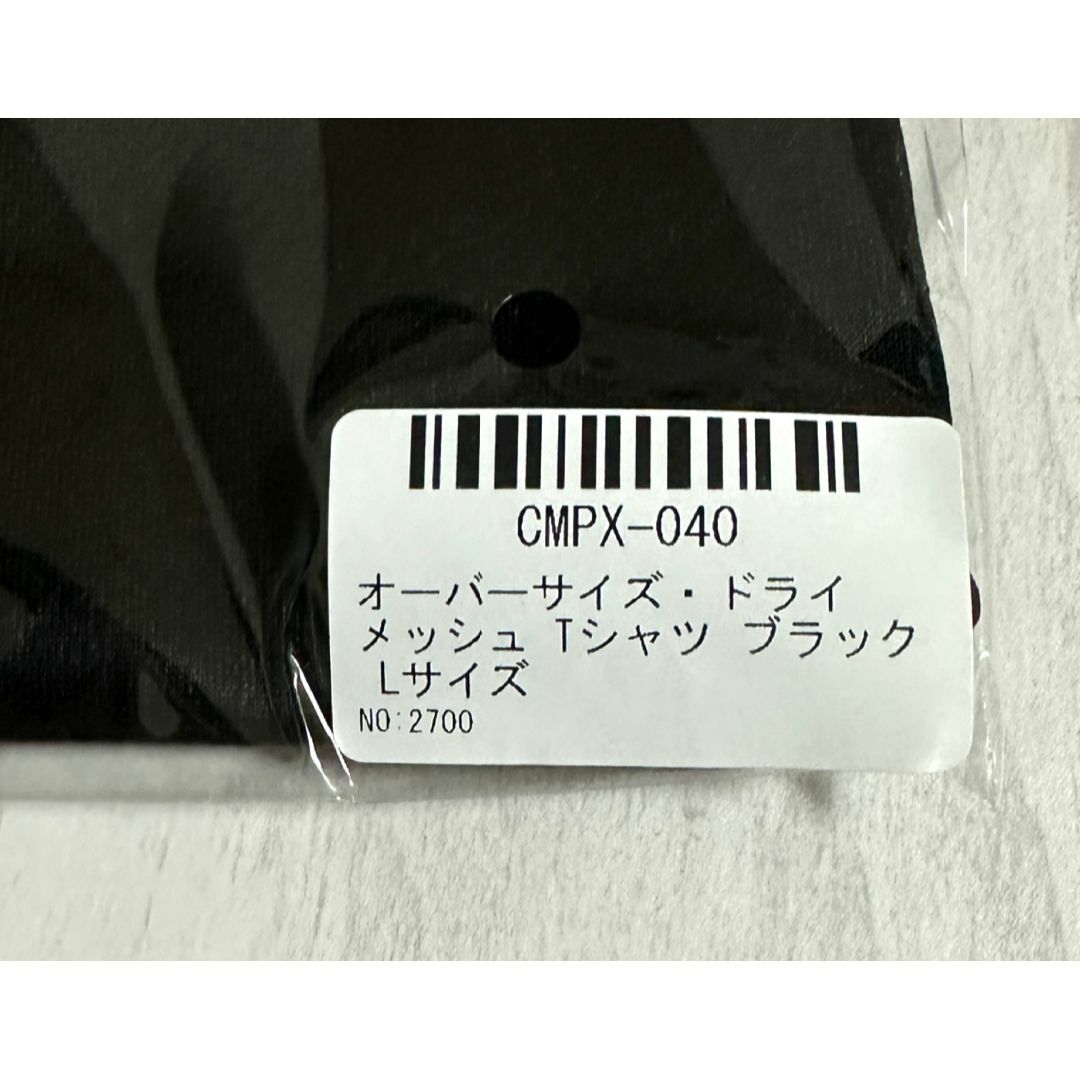 CMPX-040
オーバーサイズ・ドライ
メッシュ Tシャツ ブラック
Lサイズ
NO:2700